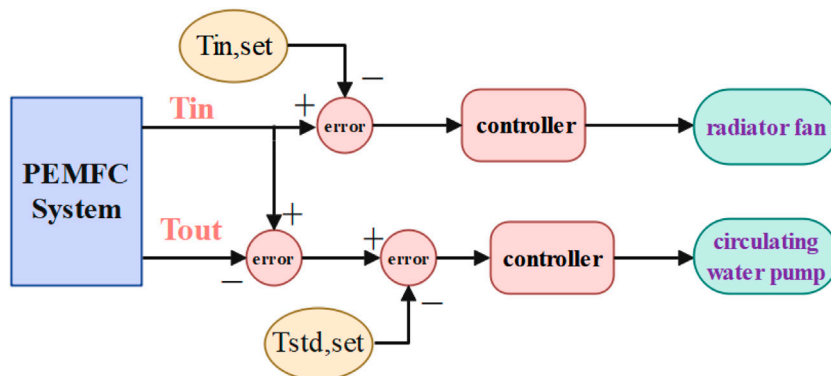 Tin,set
−
Tin
+
error
controller
radiator fan
PEMFC
System
+
Tout
−
error
+
error
−
controller
circulating
water pump
Tstd,set